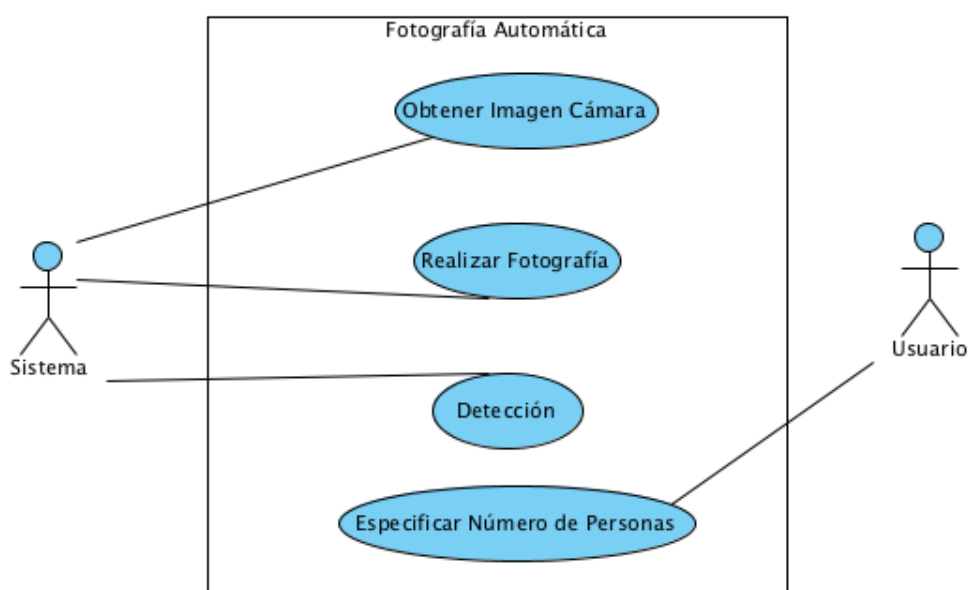 Fotografía Automática
Obtener Imagen Cámara
Realizar Fotografía
Sistema
Usuario
Detección
Especificar Número de Personas